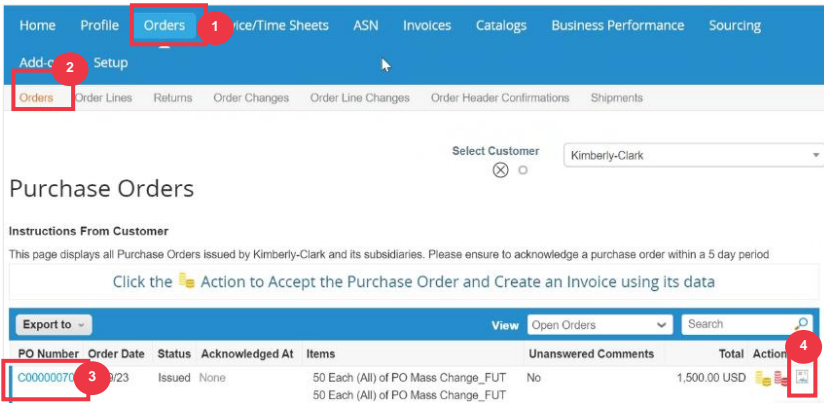 Home Profile Orders 1 vice/Time Sheets ASN Invoices Catalogs Business Performance Sourcing
2 Setup
Orders Order Lines Returns Order Changes Order Line Changes Order Header Confirmations Shipments
Select Customer Kimberly-Clark
Purchase Orders
Instructions From Customer
This page displays all Purchase Orders issued by Kimberly-Clark and its subsidiaries. Please ensure to acknowledge a purchase order within a 5 day period
Click the Action to Accept the Purchase Order and Create an Invoice using its data
Export to View Open Orders Search
4
PO Number Order Date Status Acknowledged At Items Unanswered Comments Total Action
3 Issued None 50 Each (All) of PO Mass Change_FUT No 1,500.00 USD
50 Each (All) of PO Mass Change_FUT